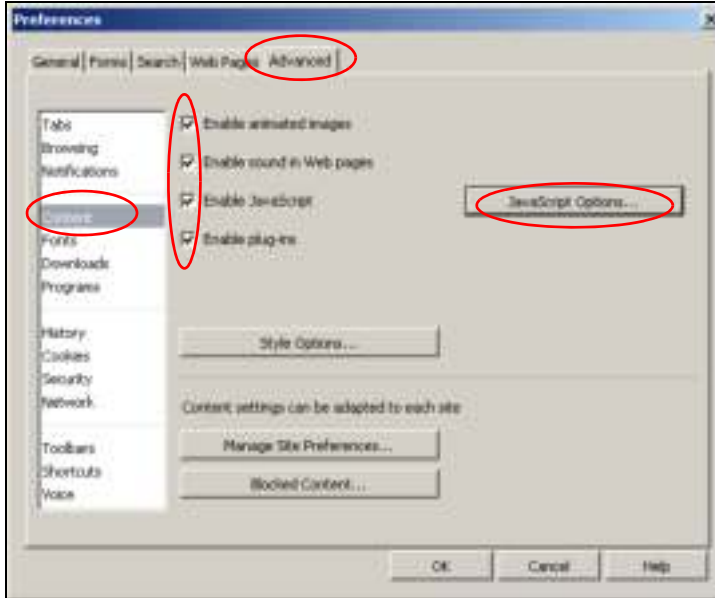 Preferences
General Forms Search Web Pages Advanced
Tabs
Browsing
Notifications
Content
Fonts
Downloads
Programs
History
Cookies
Security
Network
Toolbars
Shortcuts
Voice
Enable animated images
Enable sound in Web pages
Enable JavaScript
JavaScript Options...
Enable plug-ins
Style Options...
Content settings can be adapted to each site
Manage Site Preferences...
Blocked Content...
OK Cancel Help